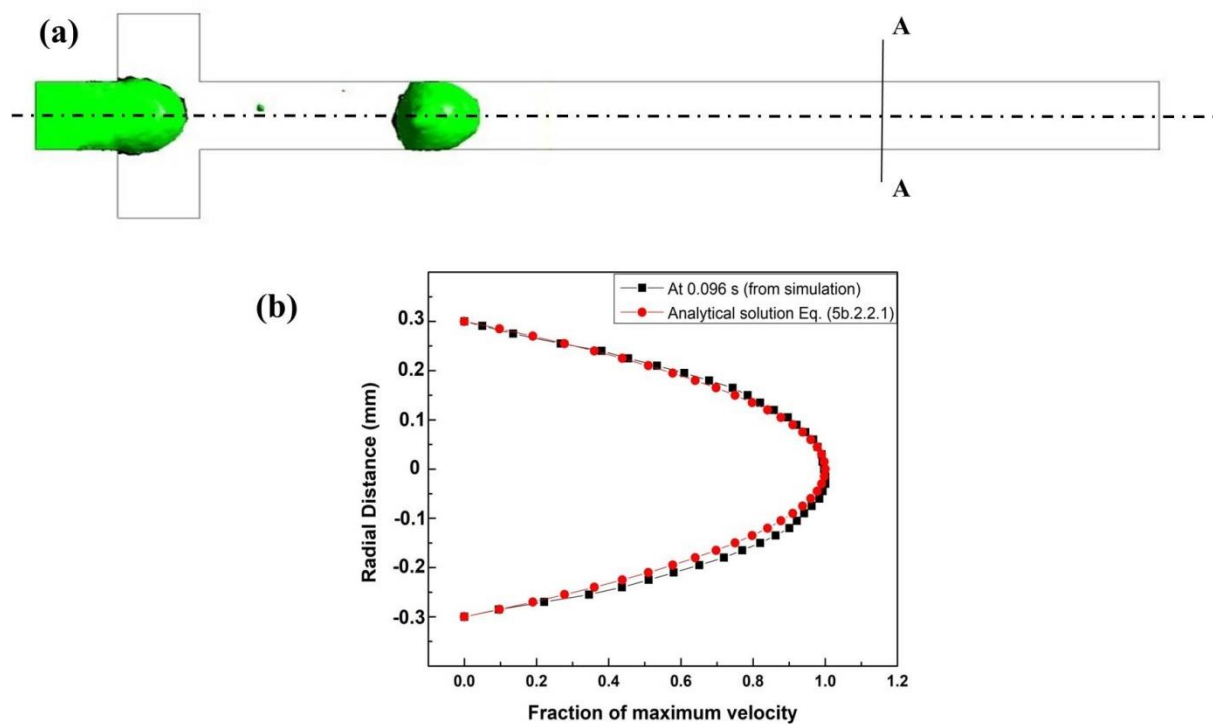 (a)
A
A
(b)
At 0.096 s (from simulation)
Analytical solution Eq. (5b.2.2.1)
0.3
0.2
0.1
0
-0.1
-0.2
-0.3
Radial Distance (mm)
0.0 0.2 0.4 0.6 0.8 1.0 1.2
Fraction of maximum velocity